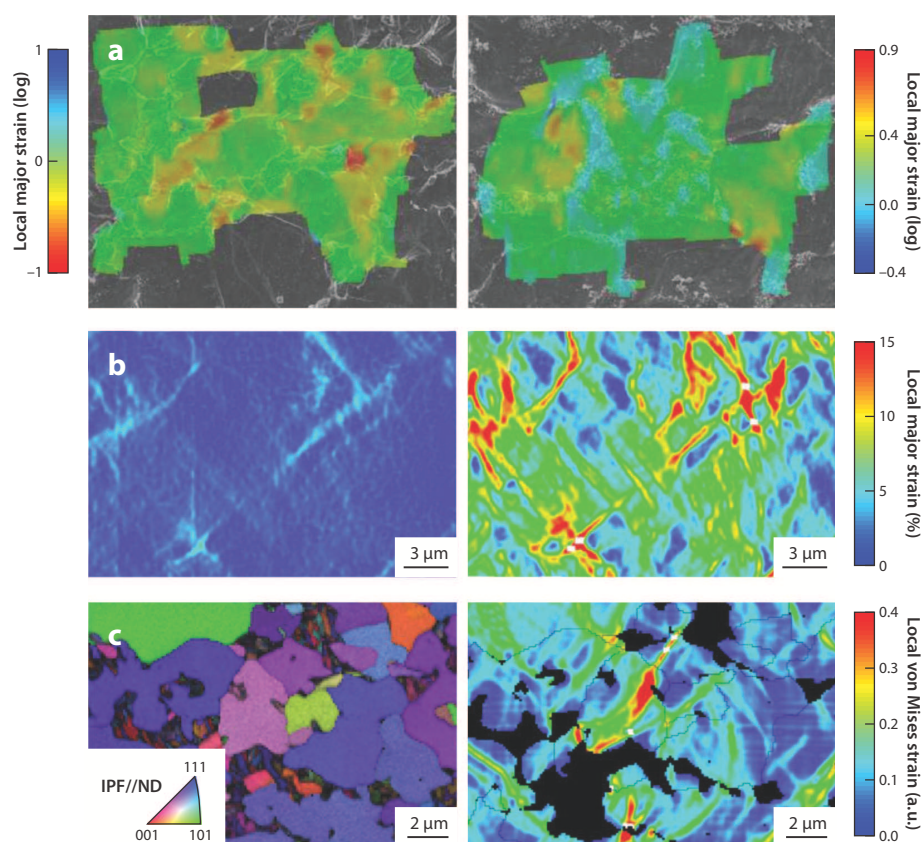 a
1
0
−1
Local major strain (log)
0.9
0.4
0.0
−0.4
Local major strain (log)
b
3 μm
3 μm
15
10
5
0
Local major strain (%)
c
IPF//ND
111
001
101
2 μm
2 μm
0.4
0.3
0.2
0.1
0.0
Local von Mises strain (a.u.)